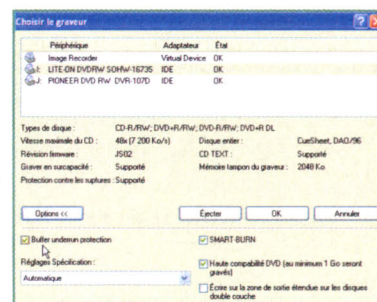 Choisir le graveur
Périphérique Adaptateur État
Image Recorder Virtual Device OK
I: LITE-ON DVDRW SOHW-1673S IDE OK
J: PIONEER DVD RW DVR-107D IDE OK
Types de disque : CD-R/RW; DVD+R/RW; DVD-R/RW; DVD+R DL
Vitesse maximale du CD : 48x (7 200 Ko/s) Disque entier : CueSheet, DAO/96
Révision firmware : JS02 CD TEXT : Supporté
Graver en surcapacité : Supporté Mémoire tampon du graveur : 2048 Ko
Protection contre les ruptures : Supporté
Options << Éjecter OK Annuler
Buffer underrun protection SMART-BURN
Réglages Spécification : Haute compabilité DVD (au minimum 1 Go seront gravés)
Automatique
Écrire sur la zone de sortie étendue sur les disques double couche